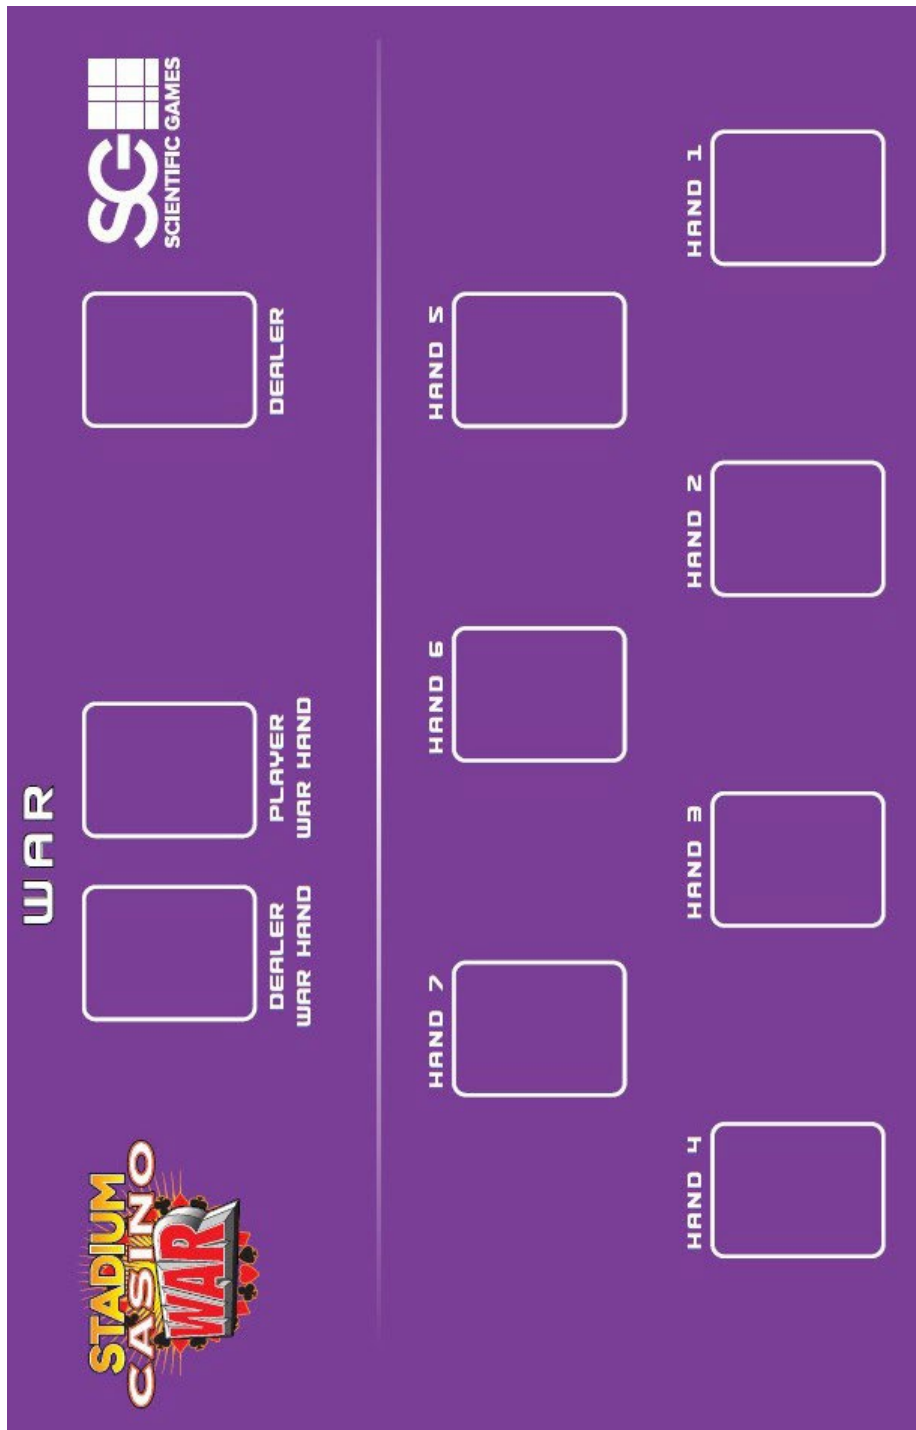 WAR
STADIUM
CASINO
WAR
SG
SCIENTIFIC GAMES
DEALER
WAR HAND
PLAYER
WAR HAND
DEALER
HAND 7
HAND 6
HAND 5
HAND 4
HAND 3
HAND 2
HAND 1